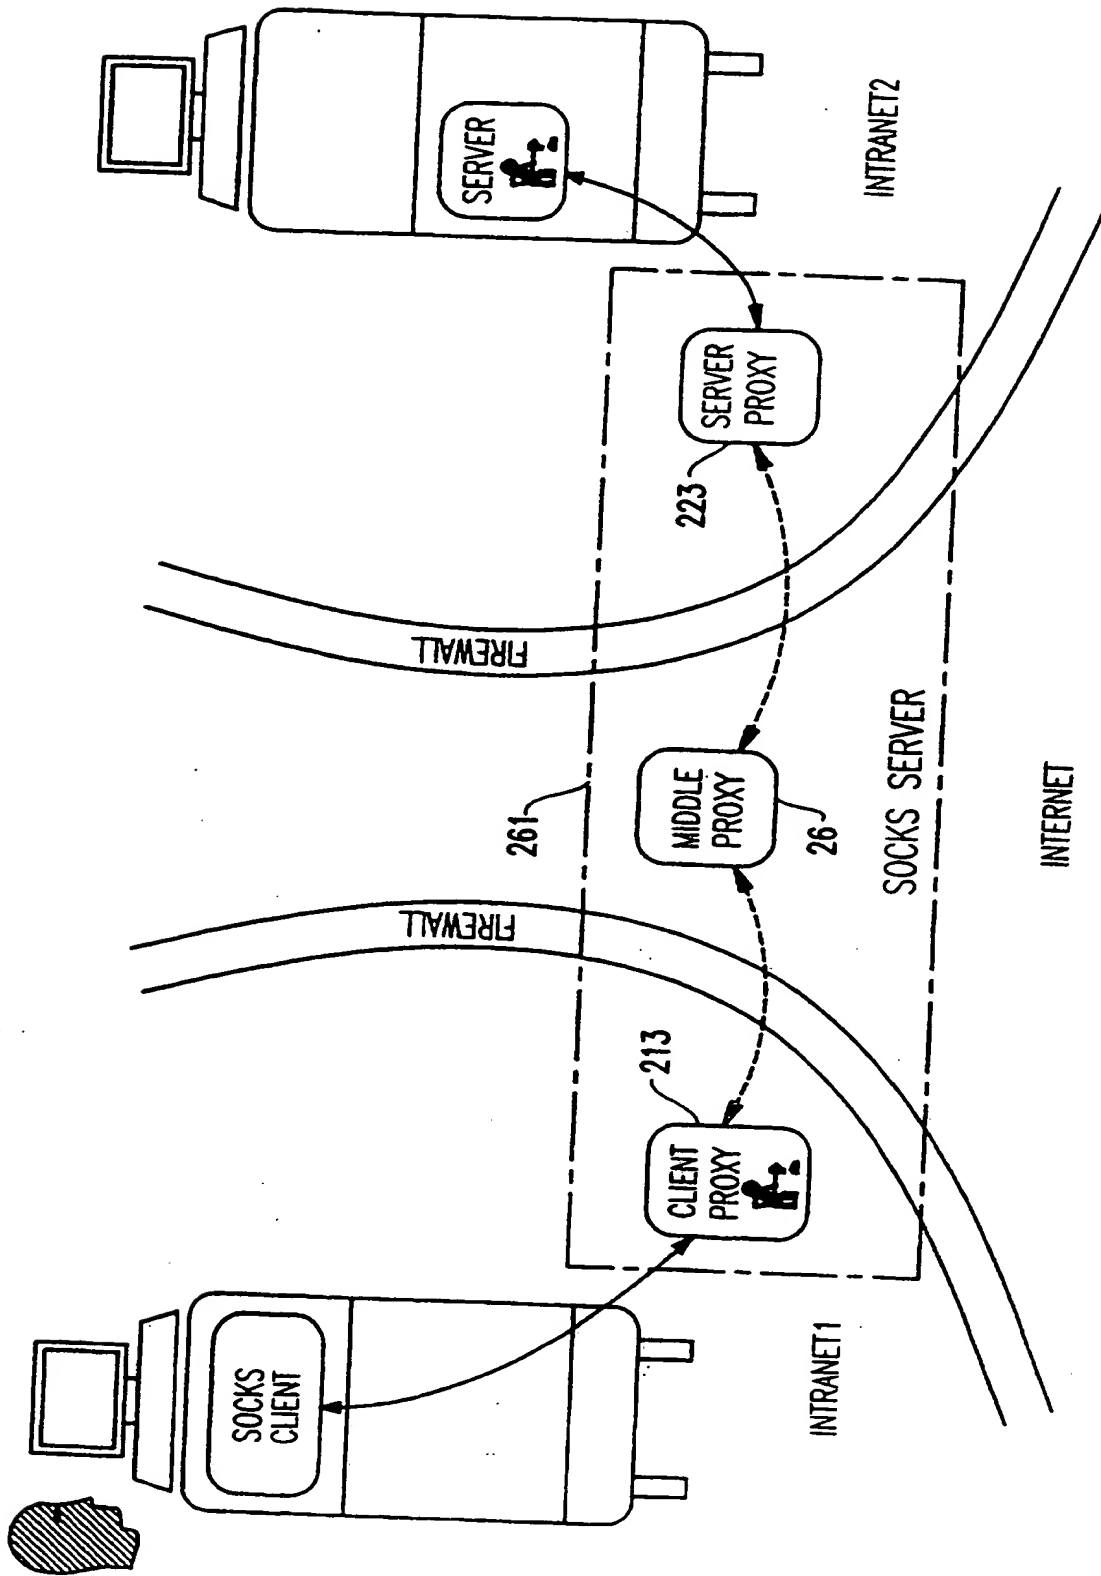 SOCKS
CLIENT
INTRANET1
CLIENT
PROXY
213
FIREWALL
261
MIDDLE
PROXY
26
SOCKS SERVER
INTERNET
FIREWALL
223
SERVER
PROXY
SERVER
INTRANET2